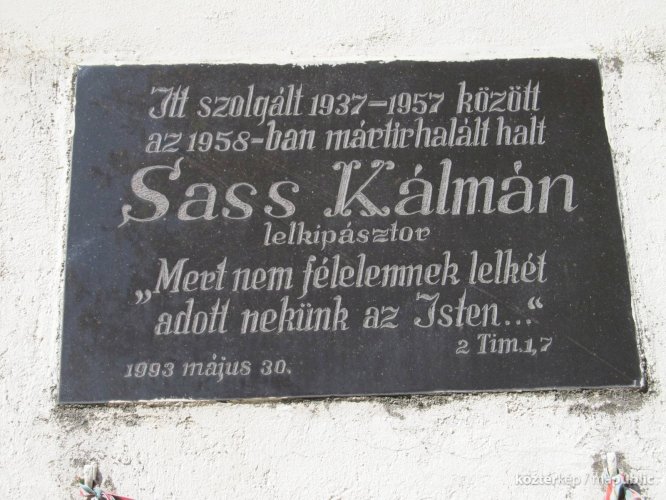 Itt szolgált 1937–1957 között
az 1958-ban mártirhalált halt
Sass Kálmán
lelkipásztor
„Mert nem félelemnek lelkét
adott nekünk az Isten...“
2 Tim.1,7
1993 május 30.
köztérkép / mapublic